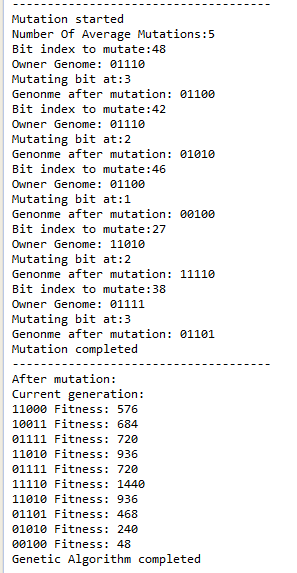 -------------------------------------
Mutation started
Number Of Average Mutations:5
Bit index to mutate:48
Owner Genome: 01110
Mutating bit at:3
Genonme after mutation: 01100
Bit index to mutate:42
Owner Genome: 01110
Mutating bit at:2
Genonme after mutation: 01010
Bit index to mutate:46
Owner Genome: 01100
Mutating bit at:1
Genonme after mutation: 00100
Bit index to mutate:27
Owner Genome: 11010
Mutating bit at:2
Genonme after mutation: 11110
Bit index to mutate:38
Owner Genome: 01111
Mutating bit at:3
Genonme after mutation: 01101
Mutation completed
-------------------------------------
After mutation:
Current generation:
11000 Fitness: 576
10011 Fitness: 684
01111 Fitness: 720
11010 Fitness: 936
01111 Fitness: 720
11110 Fitness: 1440
11010 Fitness: 936
01101 Fitness: 468
01010 Fitness: 240
00100 Fitness: 48
Genetic Algorithm completed